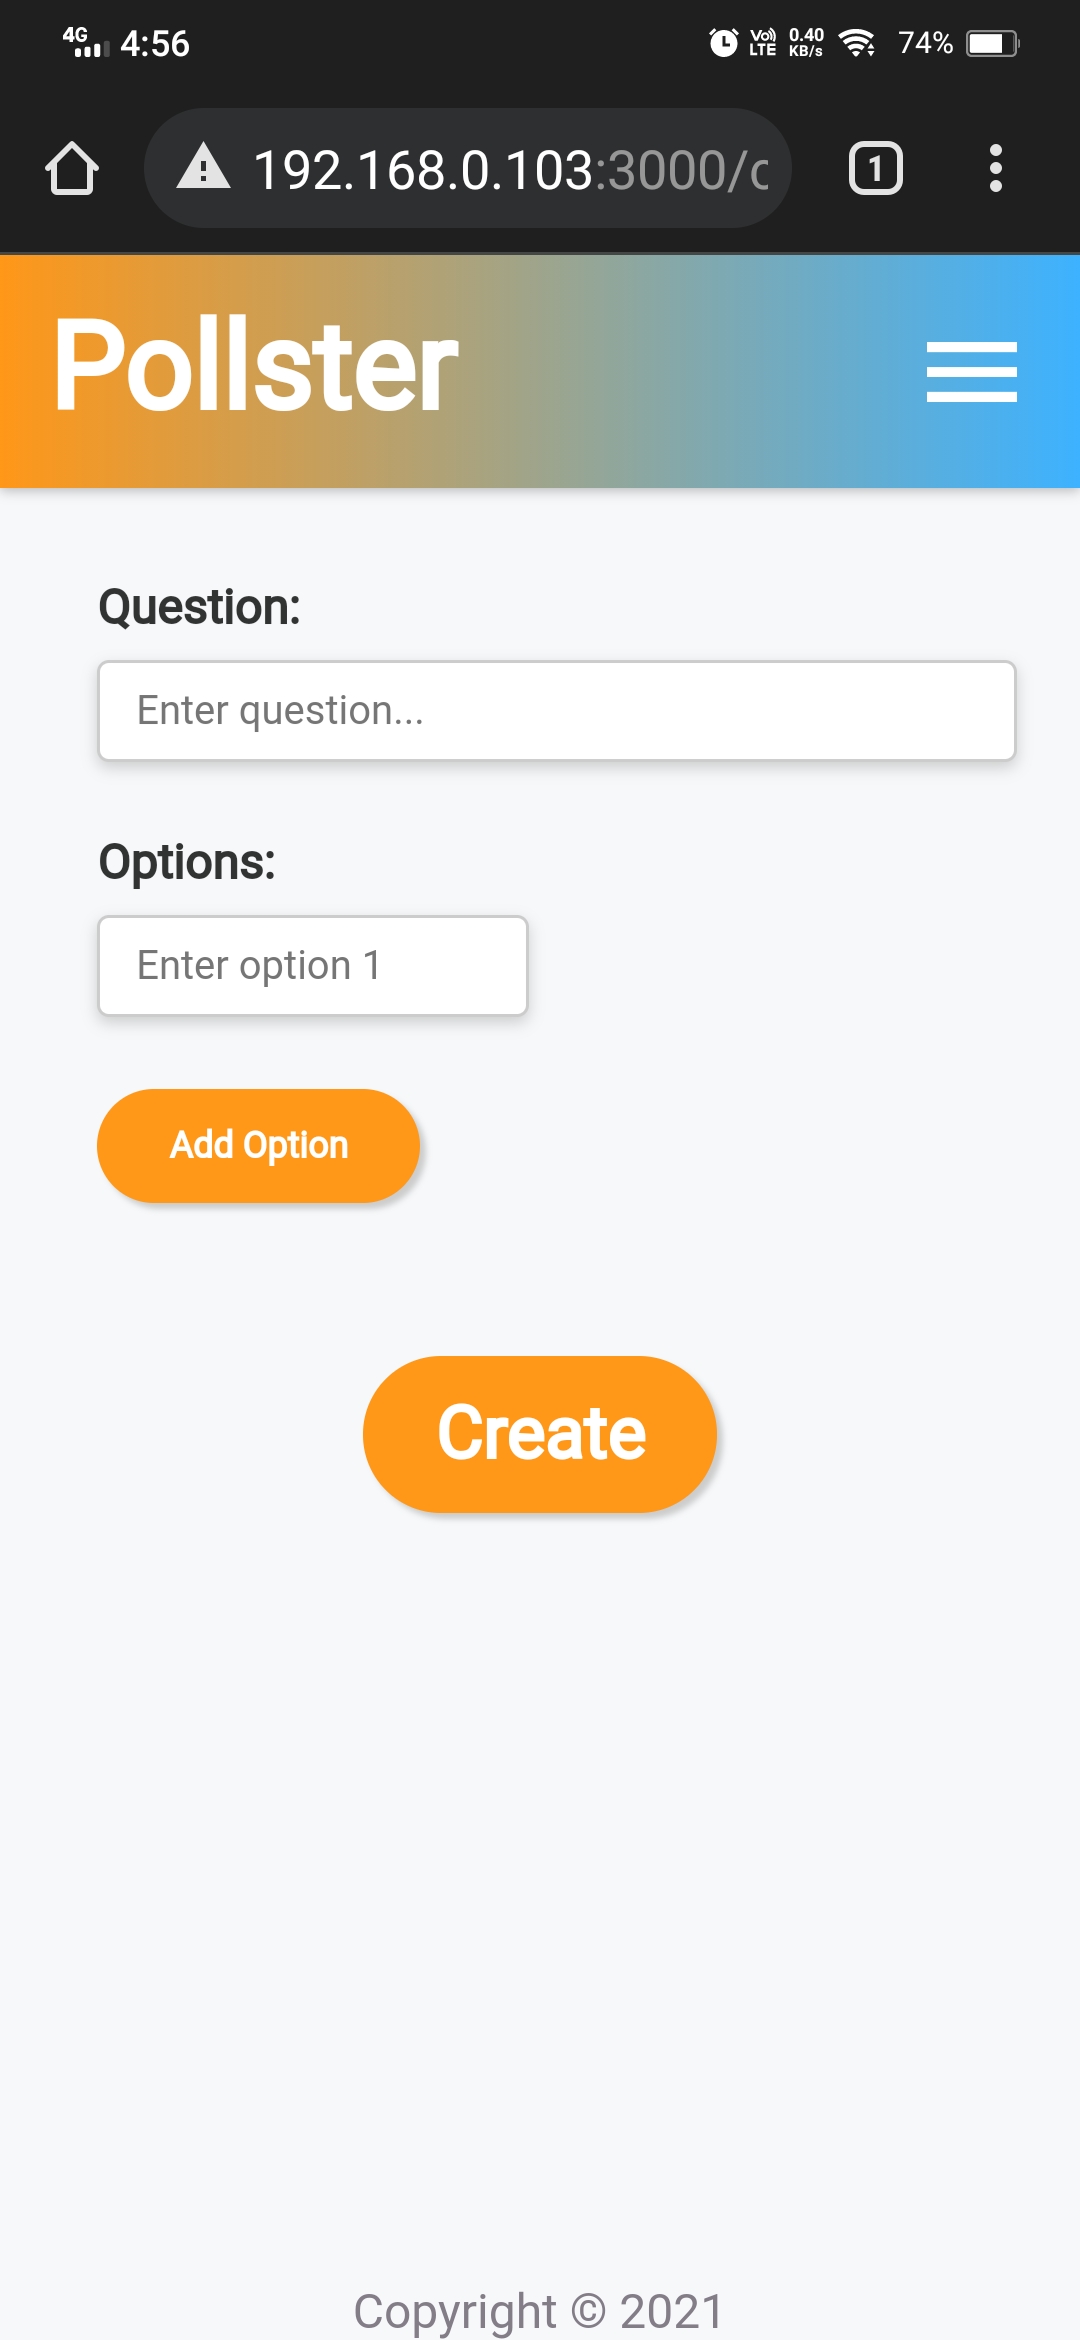 4G 4:56 Vo) LTE 0.40 KB/s 74%
192.168.0.103:3000/c 1
Pollster
Question:
Enter question...
Options:
Enter option 1
Add Option
Create
Copyright © 2021